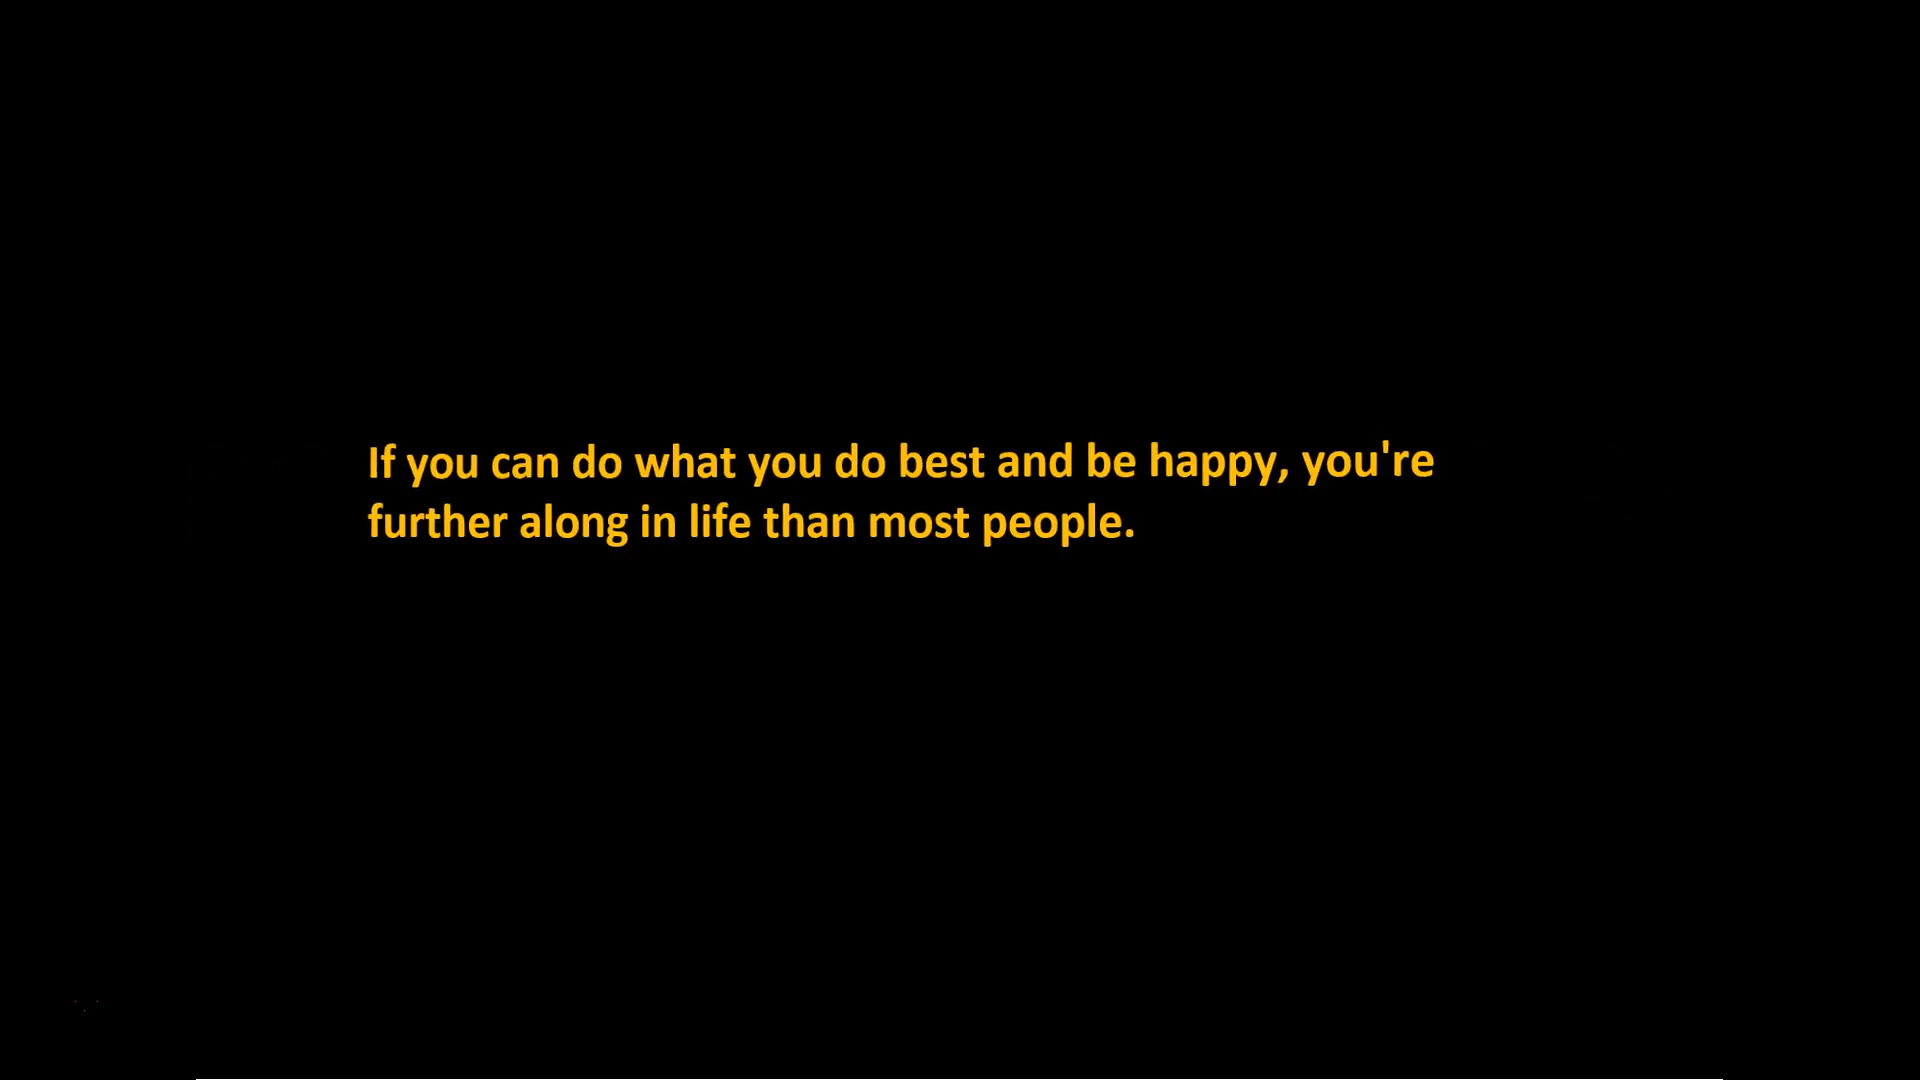 If you can do what you do best and be happy, you're
further along in life than most people.